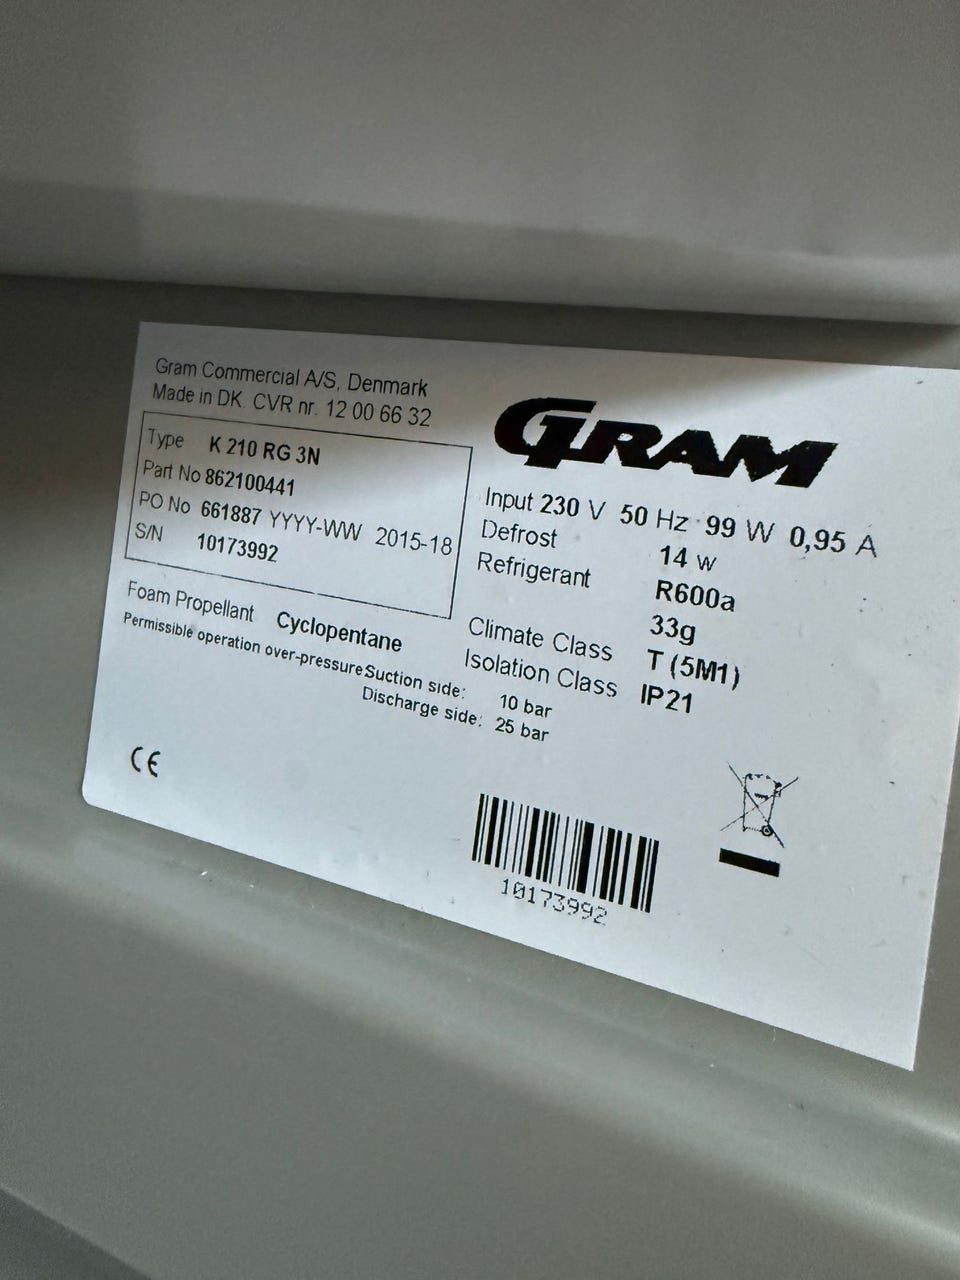 Gram Commercial A/S, Denmark
Made in DK. CVR nr. 12 00 66 32
Type K 210 RG 3N
Part No 862100441
PO No 661887 YYYY-WW 2015-18
S/N 10173992
Foam Propellant Cyclopentane
Permissible operation over-pressure Suction side: 10 bar
Discharge side: 25 bar
CE
GRAM
Input 230 V 50 Hz 99 W 0,95 A
Defrost 14 w
Refrigerant R600a
33g
Climate Class T (5M1)
Isolation Class IP21
10173992